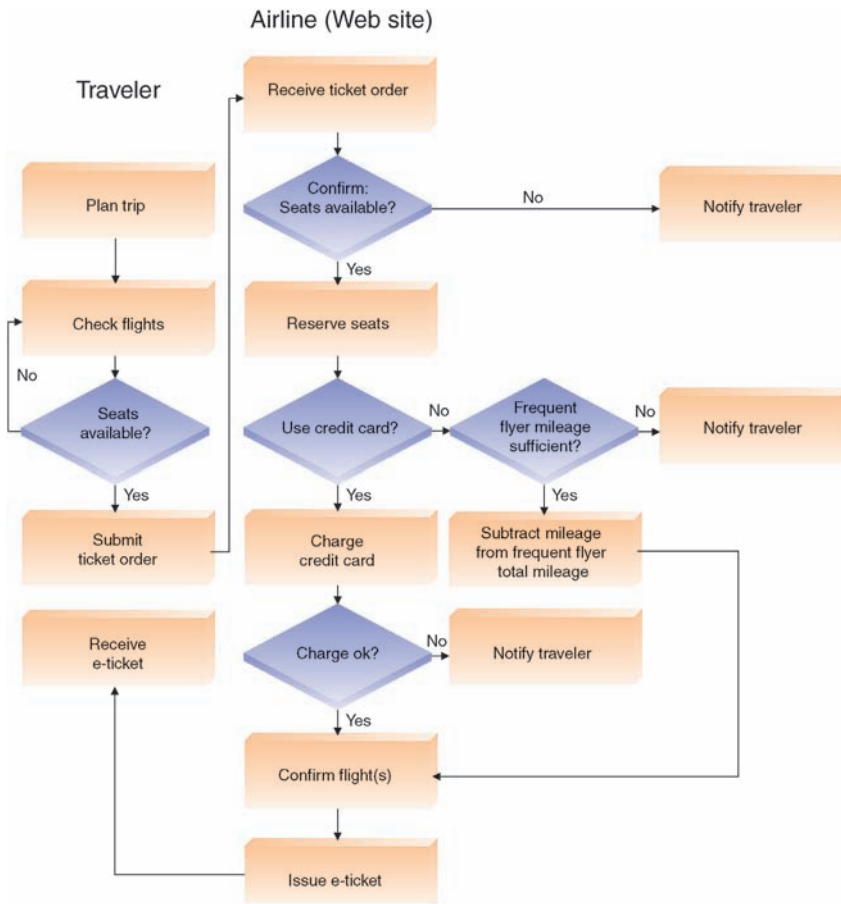 Airline (Web site)
Traveler
Plan trip
Check flights
No
Seats
available?
Yes
Submit
ticket order
Receive
e-ticket
Receive ticket order
Confirm:
Seats available?
No
Notify traveler
Yes
Reserve seats
Use credit card?
No
Frequent
flyer mileage
sufficient?
No
Notify traveler
Yes
Yes
Charge
credit card
Subtract mileage
from frequent flyer
total mileage
Charge ok?
No
Notify traveler
Yes
Confirm flight(s)
Issue e-ticket